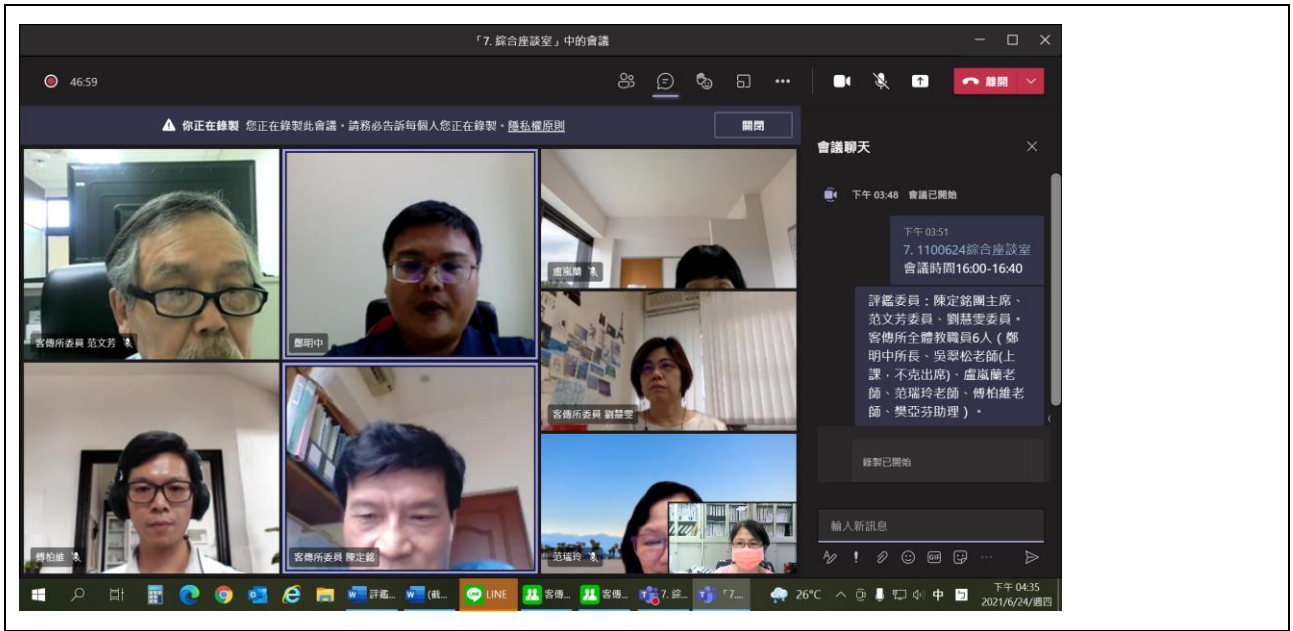 「7. 綜合座談室」中的會議
46:59
離開
你正在錄製 您正在錄製此會議。請務必告訴每個人您正在錄製。隱私權原則
關閉
會議聊天
下午 03:48 會議已開始
下午 03:51
7. 1100624綜合座談室
會議時間16:00-16:40
評鑑委員：陳定銘團主席、
范文芳委員、劉慧雯委員。
客傳所全體教職員6人（鄭
明中所長、吳翠松老師(上
課，不克出席)、盧嵐蘭老
師、范瑞玲老師、傅柏維老
師、樊亞芬助理）。
錄製已開始
輸入新訊息
GIF
客傳所委員 范文芳
鄭明中
盧嵐蘭
客傳所委員 劉慧雯
傅柏維
客傳所委員 陳定銘
范瑞玲
評鑑...
(截...
LINE
客傳...
客傳...
7. 綜...
「7....
26°C
中
下午 04:35
2021/6/24/週四